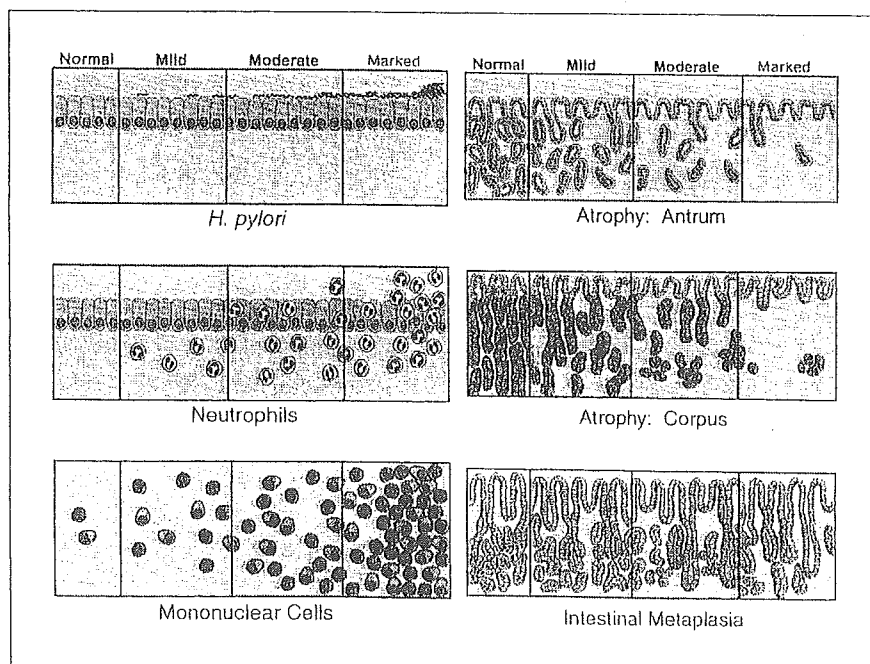 Normal Mild Moderate Marked
H. pylori
Neutrophils
Mononuclear Cells
Normal Mild Moderate Marked
Atrophy: Antrum
Atrophy: Corpus
Intestinal Metaplasia